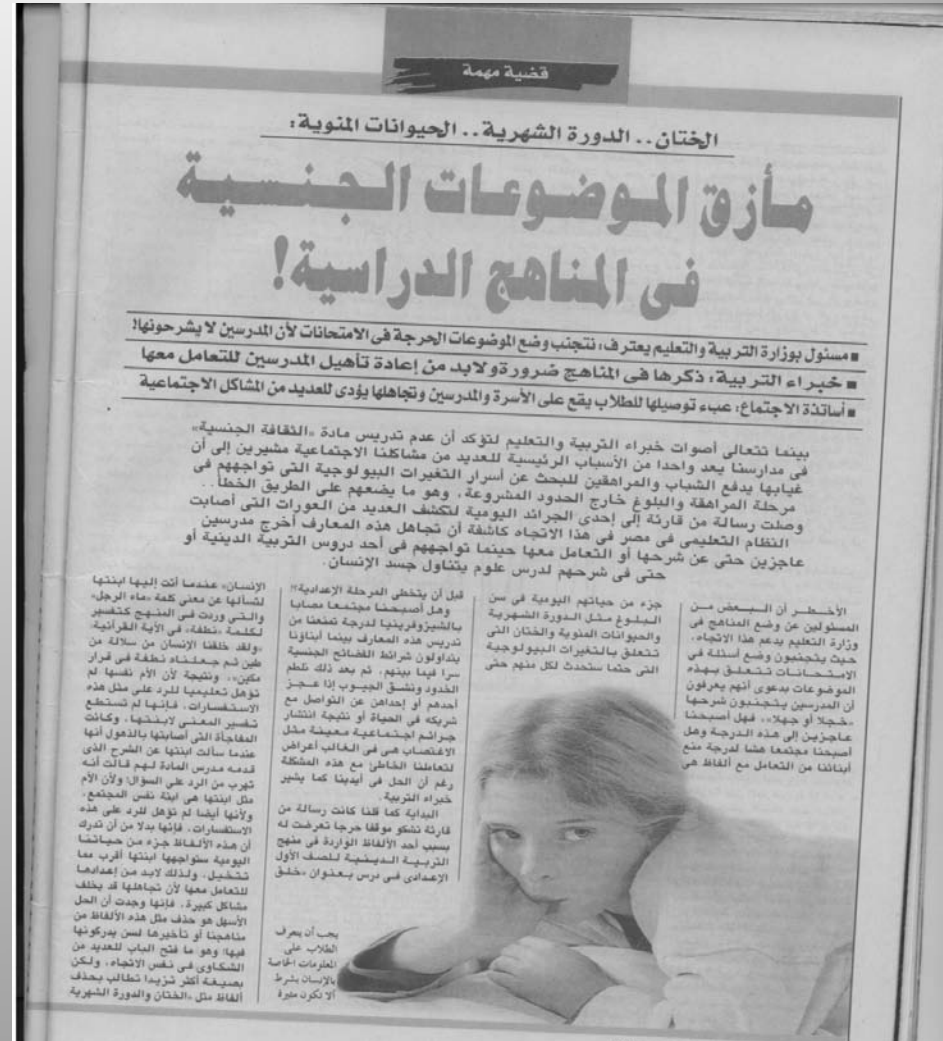 قضية مهمة
الختان.. الدورة الشهرية.. الحيوانات المنوية:
مأزق الموضوعات الجنسية
فى المناهج الدراسية!
■ مسئول بوزارة التربية والتعليم يعترف: نتجنب وضع الموضوعات الحرجة فى الامتحانات لأن المدرسين لا يشرحونها!
■ خبراء التربية: ذكرها فى المناهج ضرورة ولابد من إعادة تأهيل المدرسين للتعامل معها
■ أساتذة الاجتماع: عبء توصيلها للطلاب يقع على الأسرة والمدرسين وتجاهلها يؤدى للعديد من المشاكل الاجتماعية
بينما تتعالى أصوات خبراء التربية والتعليم لتؤكد أن عدم تدريس مادة «الثقافة الجنسية»
فى مدارسنا يعد واحدا من الأسباب الرئيسية للعديد من مشاكلنا الاجتماعية مشيرين إلى أن
غيابها يدفع الشباب والمراهقين للبحث عن أسرار التغيرات البيولوجية التى تواجههم فى
مرحلة المراهقة والبلوغ خارج الحدود المشروعة، وهو ما يضعهم على الطريق الخطأ..
وصلت رسالة من قارئة إلى إحدى الجرائد اليومية لتكشف العديد من العورات التى أصابت
النظام التعليمى فى مصر فى هذا الاتجاه كاشفة أن تجاهل هذه المعارف أخرج مدرسين
عاجزين حتى عن شرحها أو التعامل معها حينما تواجههم فى أحد دروس التربية الدينية أو
حتى فى شرحهم لدرس علوم يتناول جسد الإنسان.
الأخطر أن البعض من
المسئولين عن وضع المناهج فى
وزارة التعليم يدعم هذا الاتجاه،
حيث يتجنبون وضع أسئلة فى
الامتحانات تتعلق بهذه
الموضوعات بدعوى أنهم يعرفون
أن المدرسين يتجنبون شرحها
«خجلا أو جهلا»، فهل أصبحنا
عاجزين إلى هذه الدرجة وهل
أصبحنا مجتمعا هشا لدرجة منع
أبنائنا من التعامل مع ألفاظ هى
جزء من حياتهم اليومية فى سن
البلوغ مثل الدورة الشهرية
والحيوانات المنوية والختان التى
تتعلق بالتغيرات البيولوجية
التى حتما ستحدث لكل منهم حتى
قبل أن يتخطى المرحلة الإعدادية؟!
وهل أصبحنا مجتمعا مصابا
بالشيزوفرينيا لدرجة تمنعنا من
تدريس هذه المعارف بينما أبناؤنا
يتداولون شرائط الفضائح الجنسية
سرا فيما بينهم، ثم بعد ذلك نلطم
الخدود ونشق الجيوب إذا عجز
أحدهم أو إحداهن عن التواصل مع
شريكه فى الحياة أو نتيجة انتشار
جرائم اجتماعية معينة مثل
الاغتصاب هى فى الغالب أعراض
لتعاملنا الخاطئ مع هذه المشكلة
رغم أن الحل فى أيدينا كما يشير
خبراء التربية.
البداية كما قلنا كانت رسالة من
قارئة تشكو موقفا حرجا تعرضت له
بسبب أحد الألفاظ الواردة فى منهج
التربية الدينية للصف الأول
الإعدادى فى درس بعنوان «خلق
الإنسان» عندما أتت إليها ابنتها
لتسألها عن معنى كلمة «ماء الرجل»
والتى وردت فى المنهج كتفسير
لكلمة «نطفة» فى الآية القرآنية:
«ولقد خلقنا الإنسان من سلالة من
طين ثم جعلناه نطفة فى قرار
مكين»، ونتيجة لأن الأم نفسها لم
تؤهل تعليميا للرد على مثل هذه
الاستفسارات، فإنها لم تستطع
تفسير المعنى لابنتها، وكانت
المفاجأة التى أصابتها بالذهول أنها
عندما سألت ابنتها عن الشرح الذى
قدمه مدرس المادة لهم قالت أنه
تهرب من الرد على السؤال؛ ولأن الأم
مثل ابنتها هى ابنة نفس المجتمع،
ولأنها أيضا لم تؤهل للرد على هذه
الاستفسارات، فإنها بدلا من أن تدرك
أن هذه الألفاظ جزء من حياتنا
اليومية ستواجهها ابنتها أقرب مما
تتخيل، ولذلك لابد من إعدادها
للتعامل معها لأن تجاهلها قد يخلف
مشاكل كبيرة، فإنها وجدت أن الحل
الأسهل هو حذف مثل هذه الألفاظ من
مناهجنا أو تأخيرها لسن يدركونها
فيها؛ وهو ما فتح الباب للعديد من
الشكاوى فى نفس الاتجاه، ولكن
بصيغة أكثر تزيدا تطالب بحذف
ألفاظ مثل «الختان والدورة الشهرية
يجب أن يعرف
الطلاب على
المعلومات الخاصة
بالإنسان بشرط
ألا تكون مثيرة